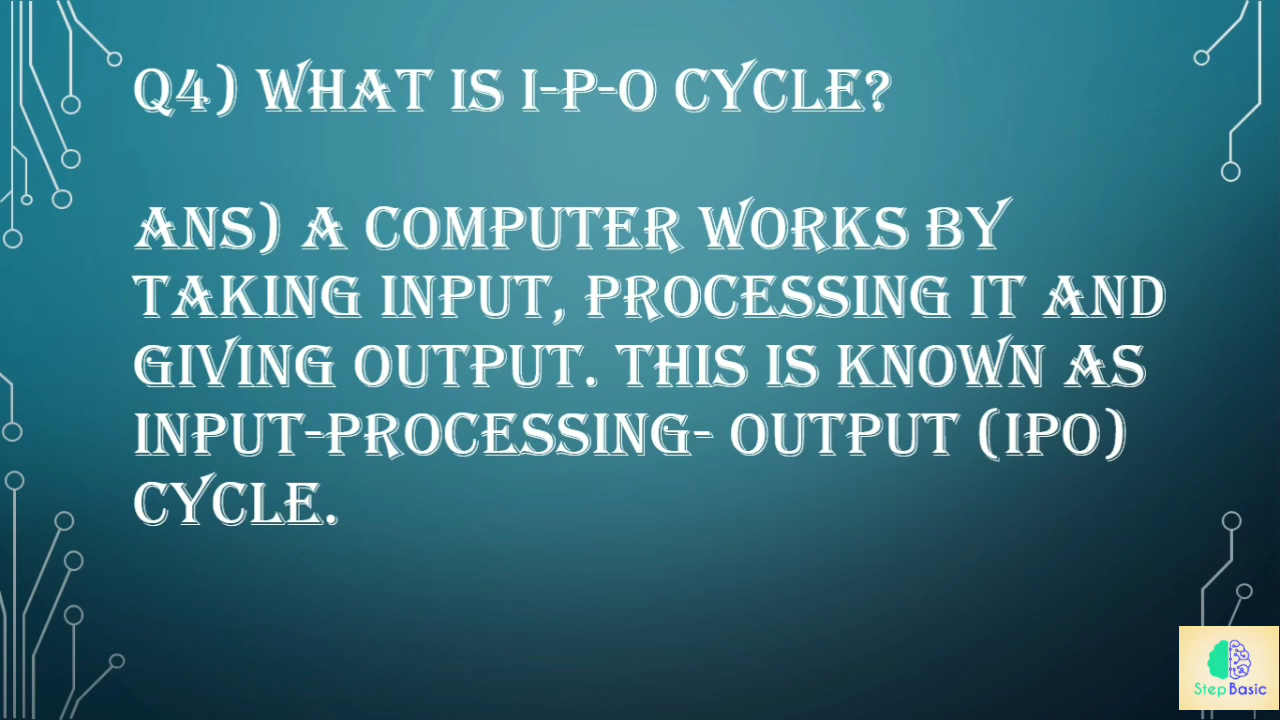 Q4) WHAT IS I-P-O CYCLE?
ANS) A COMPUTER WORKS BY
TAKING INPUT, PROCESSING IT AND
GIVING OUTPUT. THIS IS KNOWN AS
INPUT-PROCESSING- OUTPUT (IPO)
CYCLE.
Step Basic